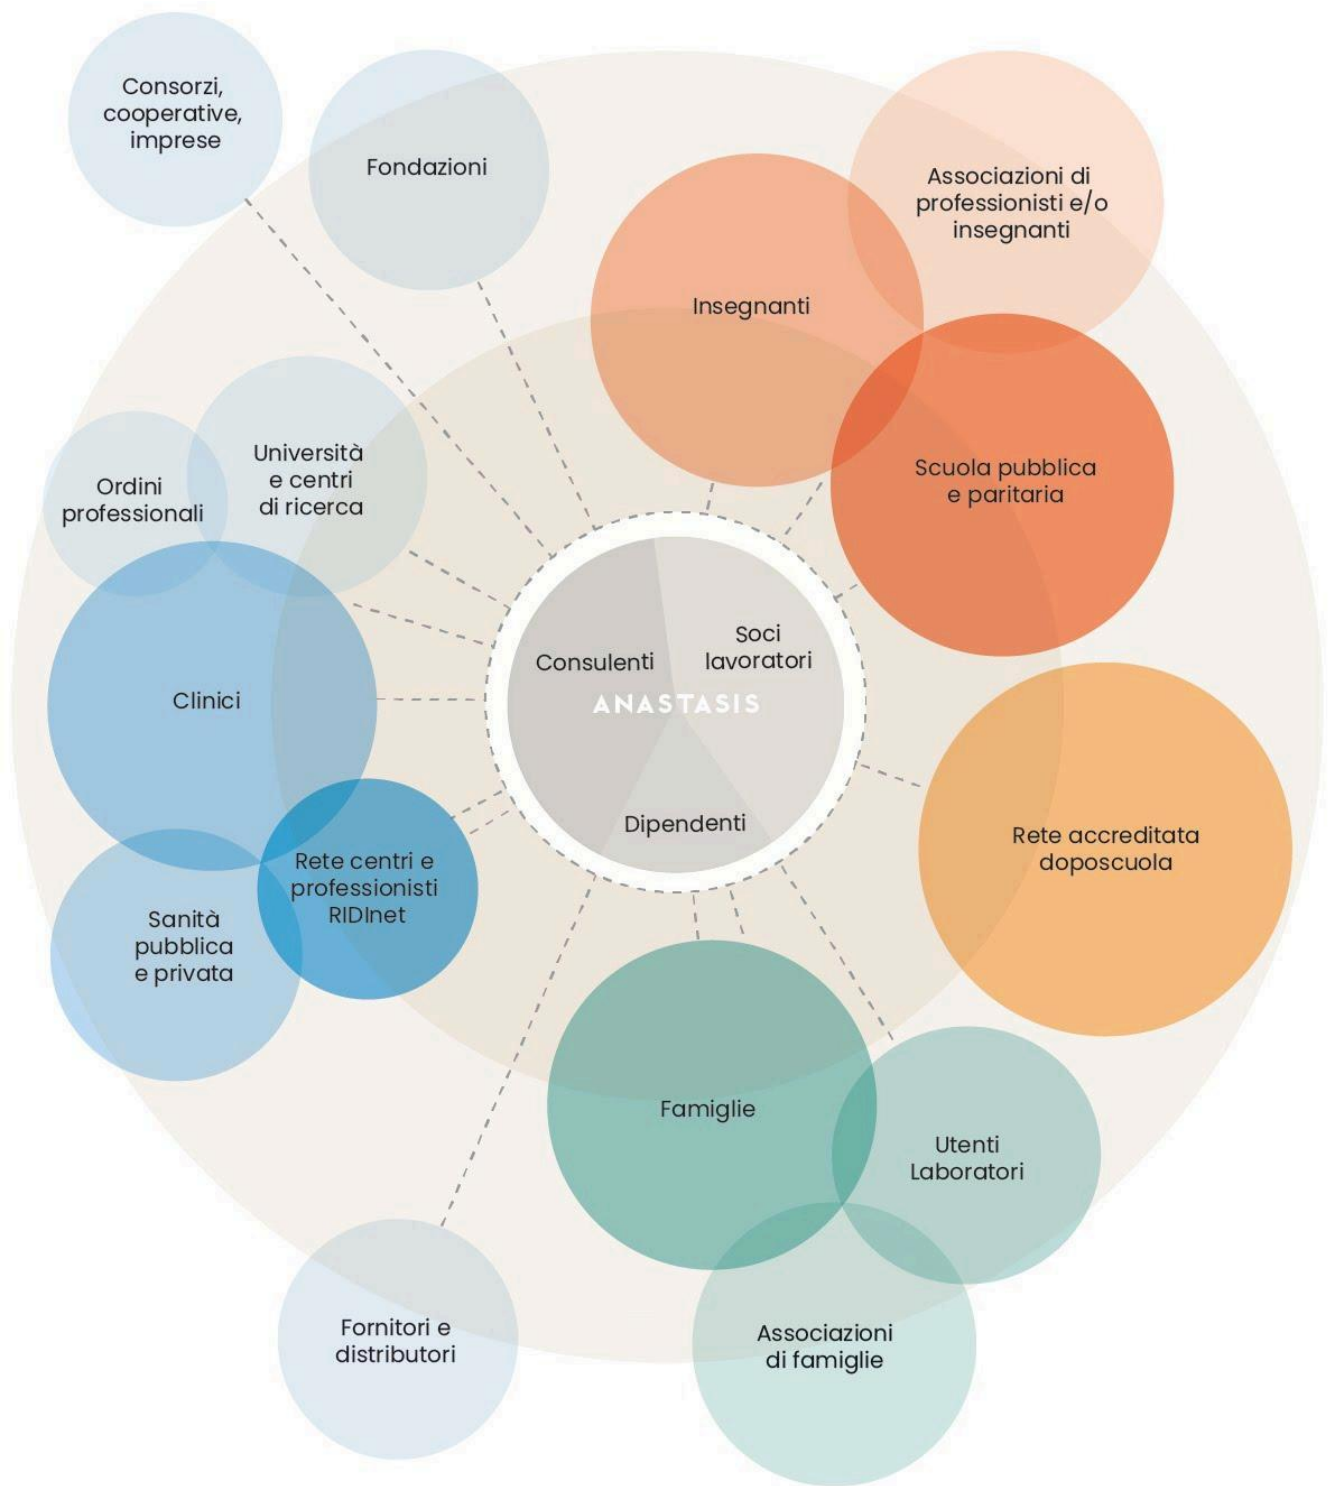 Consorzi,
cooperative,
imprese
Fondazioni
Associazioni di
professionisti e/o
insegnanti
Insegnanti
Università
e centri
di ricerca
Ordini
professionali
Scuola pubblica
e paritaria
Soci
lavoratori
Consulenti
ANASTASIS
Clinici
Dipendenti
Rete accreditata
doposcuola
Rete centri e
professionisti
RIDInet
Sanità
pubblica
e privata
Famiglie
Utenti
Laboratori
Fornitori e
distributori
Associazioni
di famiglie